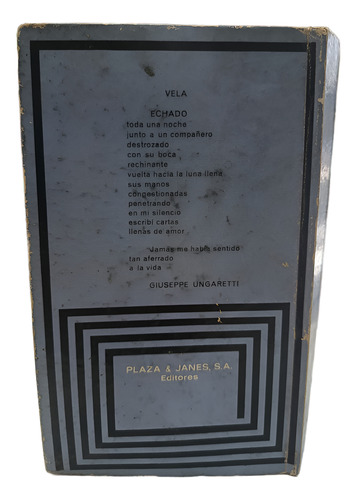 VELA
ECHADO
toda una noche
junto a un compañero
destrozado
con su boca
rechinante
vuelta hacia la luna llena
sus manos
congestionadas
penetrando
en mi silencio
escribí cartas
llenas de amor
Jamás me había sentido
tan aferrado
a la vida
GIUSEPPE UNGARETTI
PLAZA & JANES, S.A.
Editores